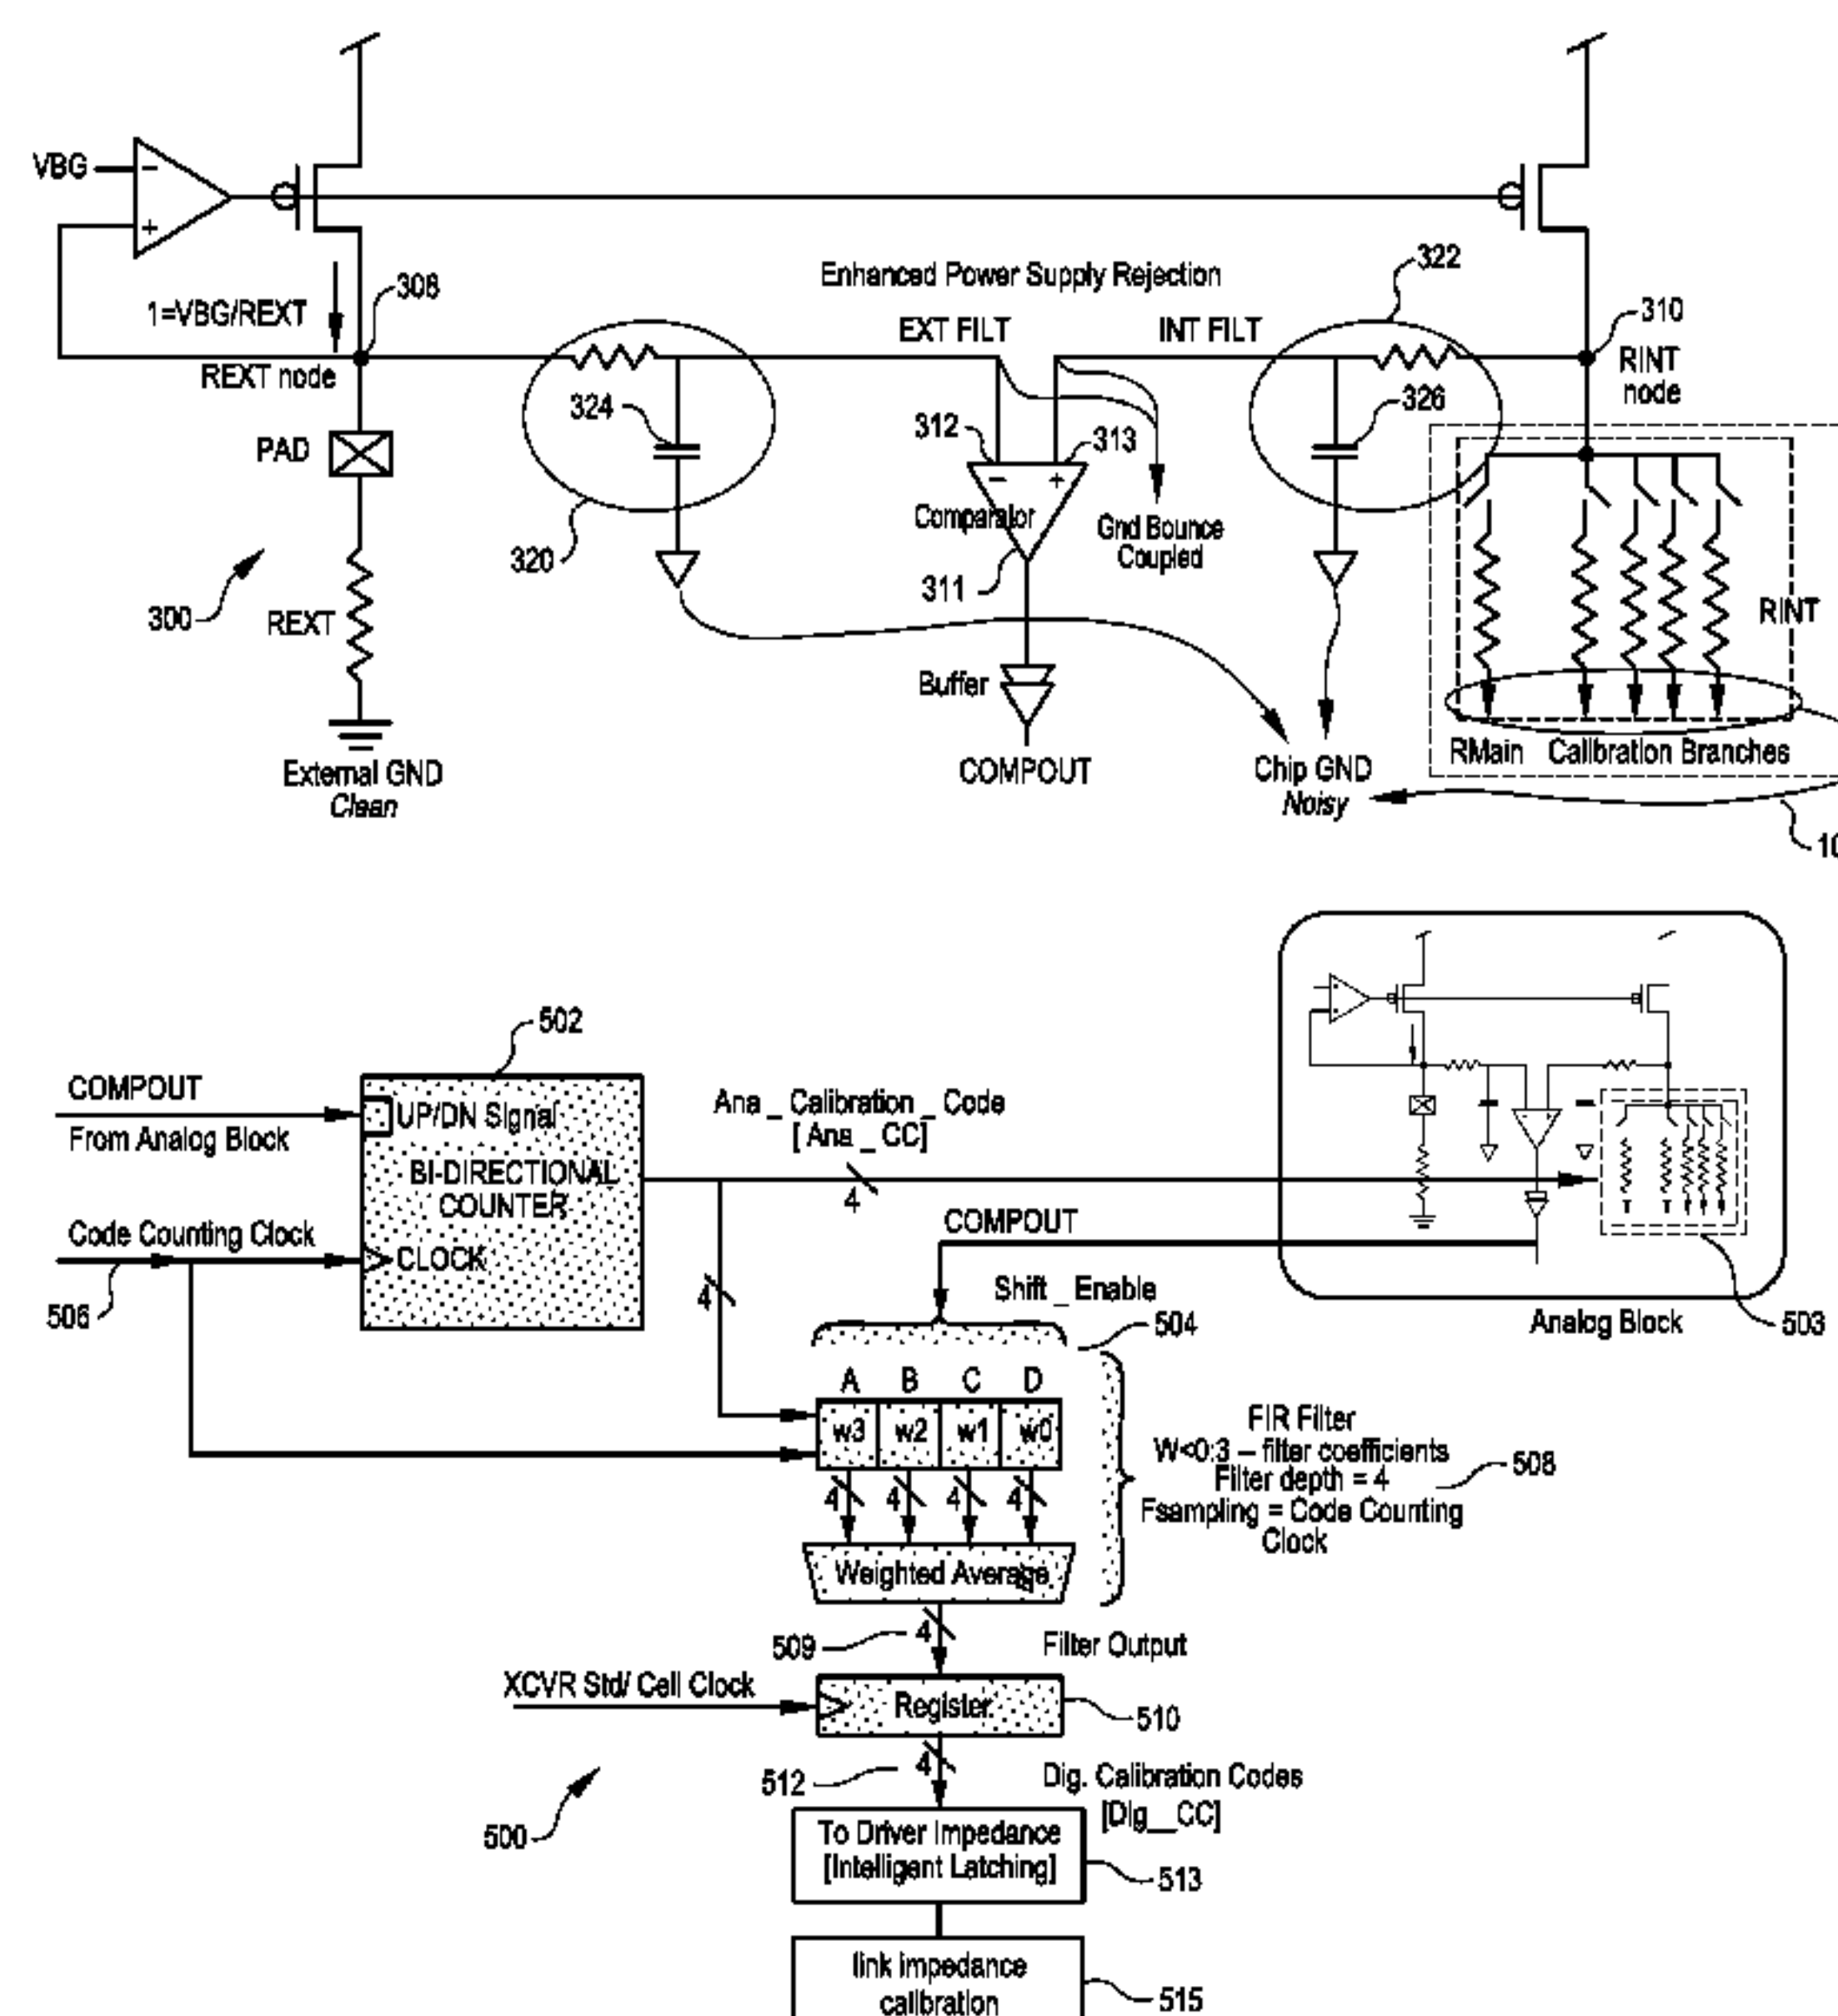 VBG
−
+
1=VBG/REXT
308
REXT node
PAD
300
REXT
External GND
Clean
Enhanced Power Supply Rejection
EXT FILT
INT FILT
322
310
RINT
node
324
326
312
313
−
+
Comparator
Gnd Bounce
Coupled
320
311
Buffer
COMPOUT
Chip GND
Noisy
RINT
RMain
Calibration Branches
502
COMPOUT
From Analog Block
UP/DN Signal
BI-DIRECTIONAL
COUNTER
Code Counting Clock
CLOCK
506
Ana _ Calibration _ Code
[ Ana _ CC]
4
COMPOUT
4
Shift _ Enable
504
Analog Block
503
A B C D
w3 w2 w1 w0
4 4 4 4
Weighted Average
FIR Filter
W<0:3 – filter coefficients
Filter depth = 4
Fsampling = Code Counting
Clock
508
509
4
Filter Output
XCVR Std/ Cell Clock
Register
510
512
4
Dig. Calibration Codes
[Dig__CC]
500
To Driver Impedance
[Intelligent Latching]
513
link impedance
calibration
515